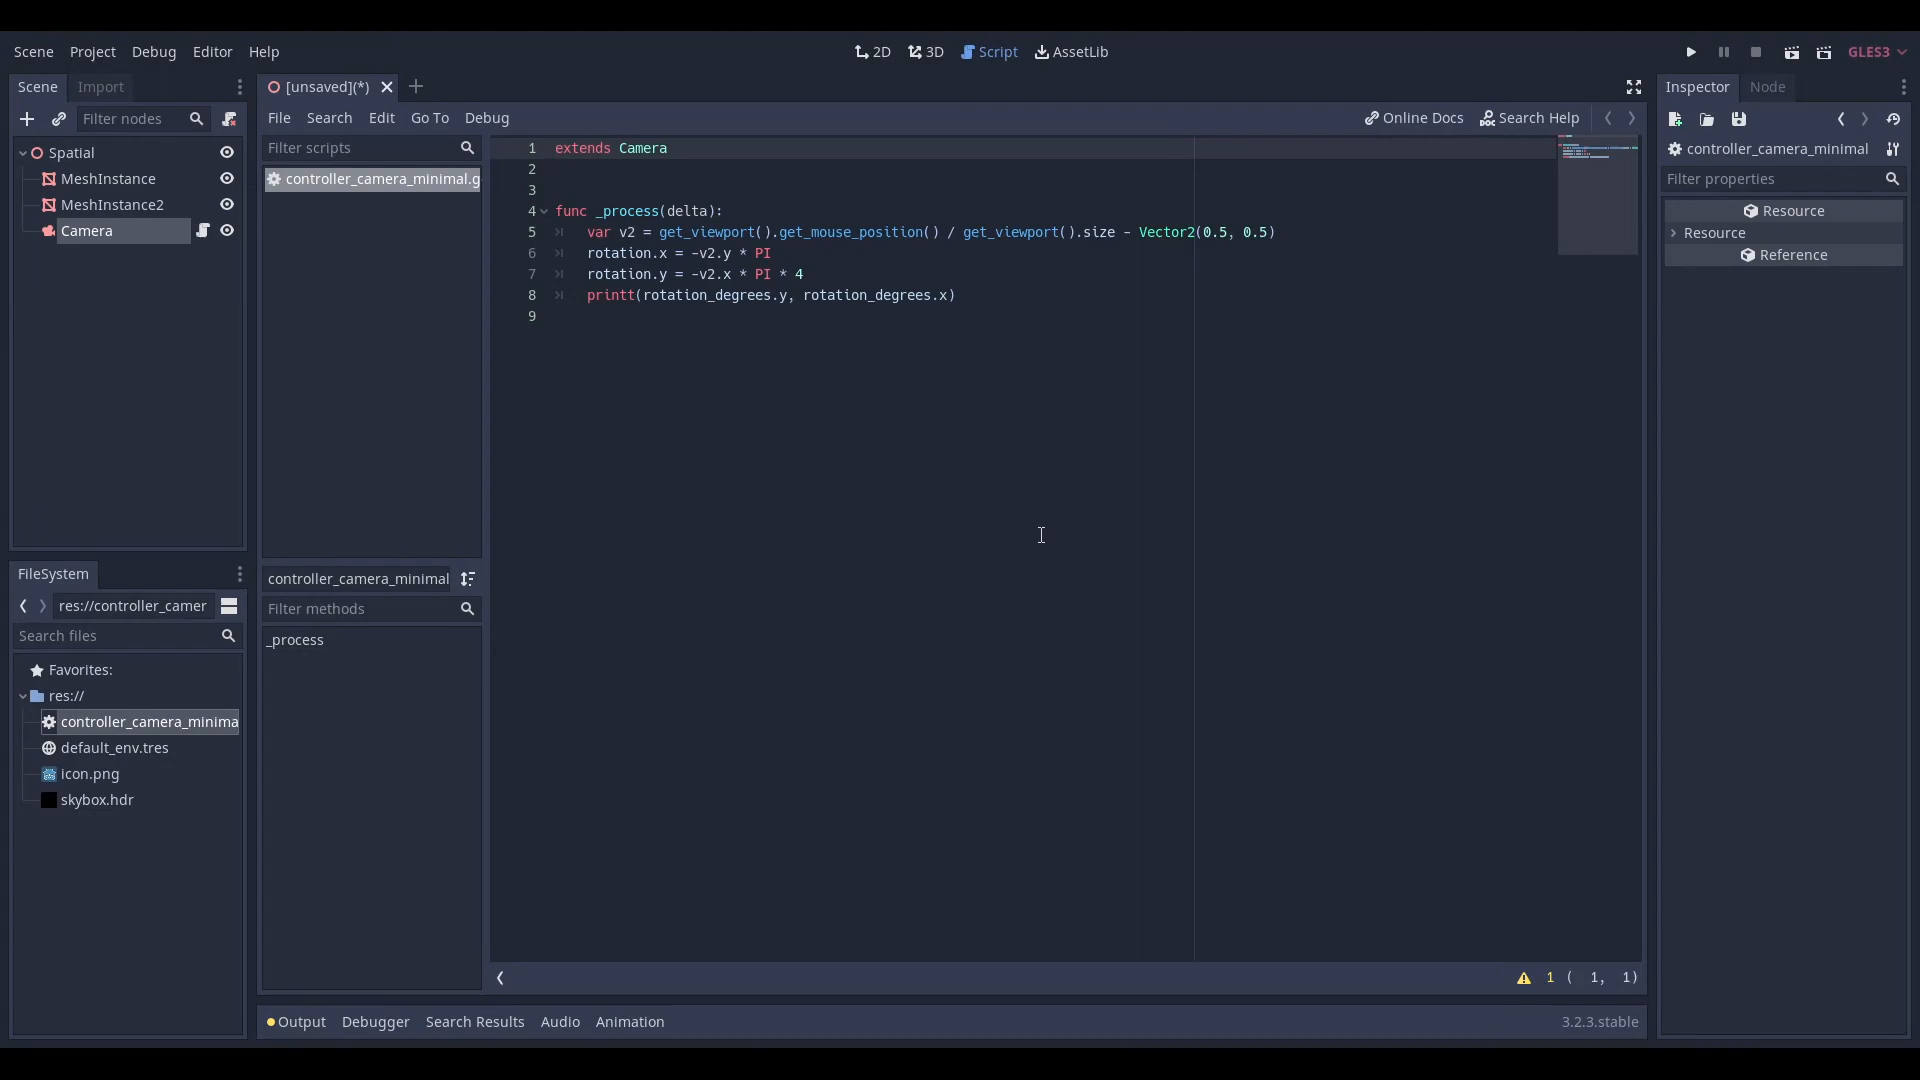 Scene Project Debug Editor Help
2D 3D Script AssetLib
GLES3
Scene Import
Filter nodes
Spatial
MeshInstance
MeshInstance2
Camera
FileSystem
res://controller_camer
Search files
Favorites:
res://
controller_camera_minima
default_env.tres
icon.png
skybox.hdr
[unsaved](*)
File Search Edit Go To Debug
Online Docs Search Help
Filter scripts
controller_camera_minimal.g
controller_camera_minimal
Filter methods
_process
1 extends Camera
2
3
4 func _process(delta):
5 var v2 = get_viewport().get_mouse_position() / get_viewport().size - Vector2(0.5, 0.5)
6 rotation.x = -v2.y * PI
7 rotation.y = -v2.x * PI * 4
8 printt(rotation_degrees.y, rotation_degrees.x)
9
1 ( 1, 1)
Output Debugger Search Results Audio Animation
3.2.3.stable
Inspector Node
controller_camera_minimal
Filter properties
Resource
Resource
Reference